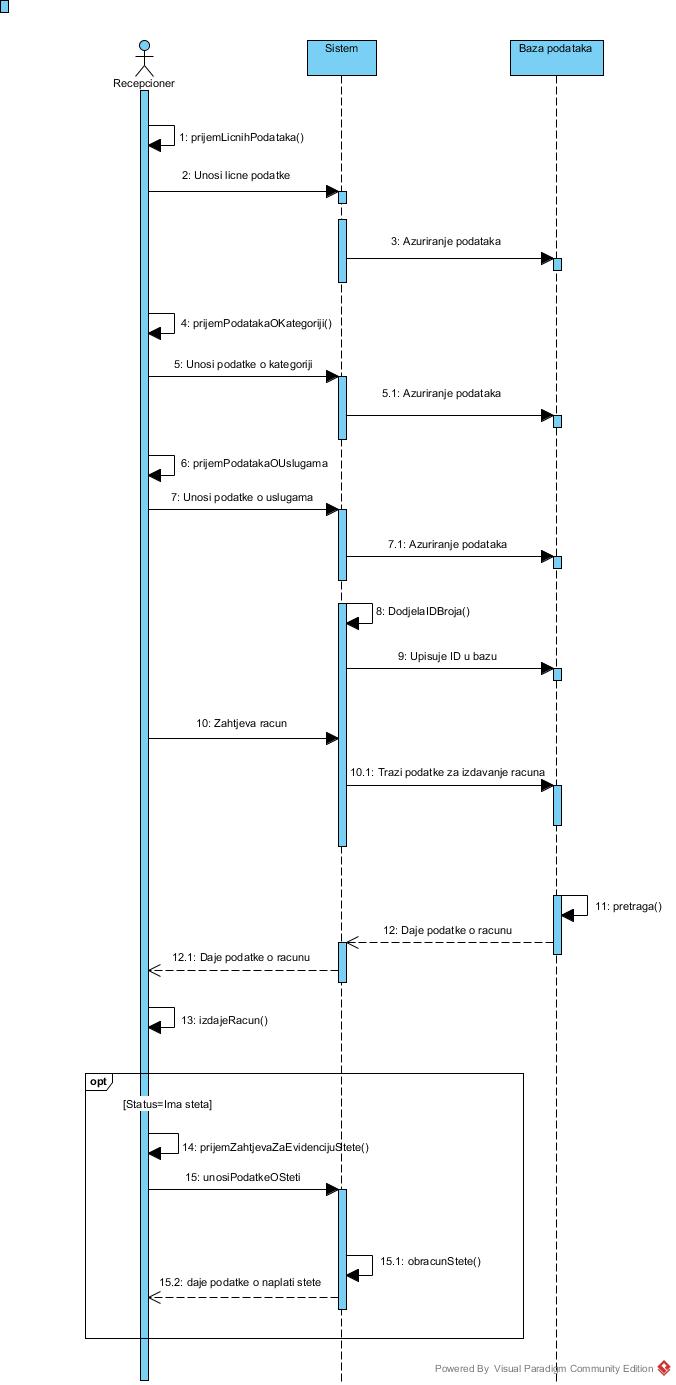 Sistem
Baza podataka
Recepcioner
1: prijemLicnihPodataka()
2: Unosi licne podatke
3: Azuriranje podataka
4: prijemPodatakaOKategoriji()
5: Unosi podatke o kategoriji
5.1: Azuriranje podataka
6: prijemPodatakaOUslugama
7: Unosi podatke o uslugama
7.1: Azuriranje podataka
8: DodjelaIDBroja()
9: Upisuje ID u bazu
10: Zahtjeva racun
10.1: Trazi podatke za izdavanje racuna
11: pretraga()
12: Daje podatke o racunu
12.1: Daje podatke o racunu
13: izdajeRacun()
opt
[Status=Ima steta]
14: prijemZahtjevaZaEvidencijuStete()
15: unosiPodatkeOSteti
15.1: obracunStete()
15.2: daje podatke o naplati stete
Powered By Visual Paradigm Community Edition